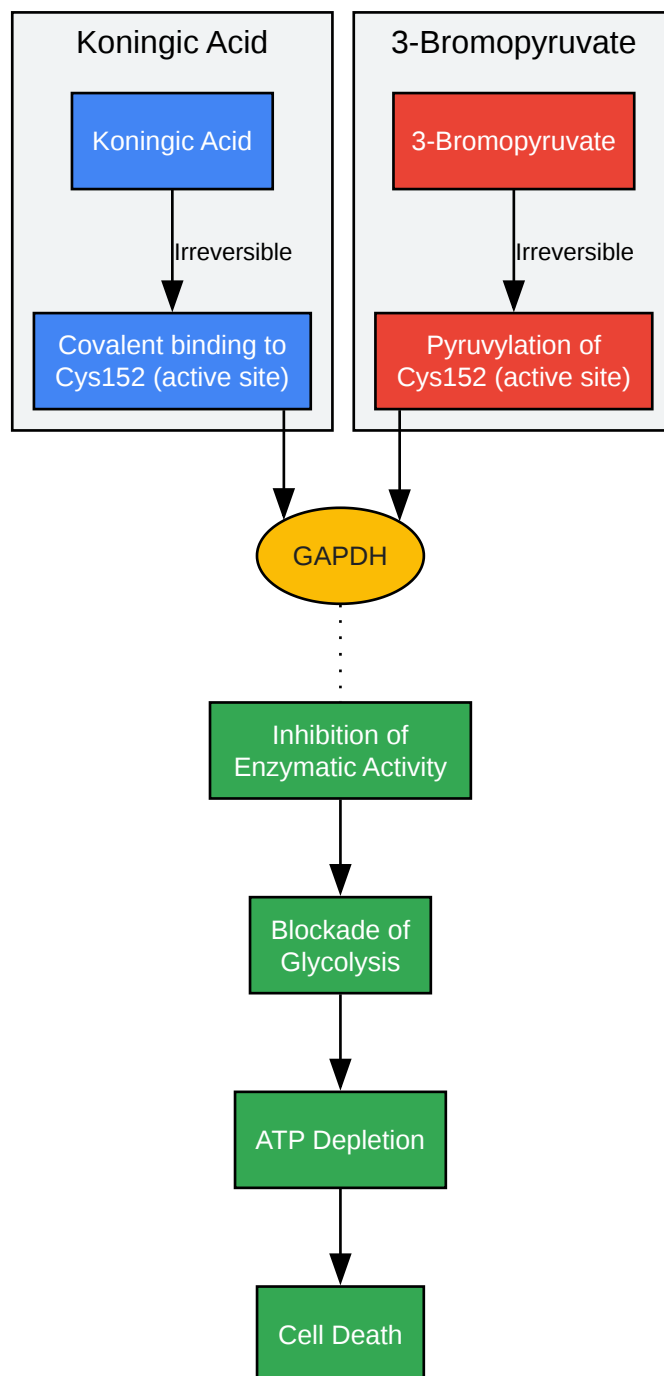 Koningic Acid
3-Bromopyruvate
Koningic Acid
3-Bromopyruvate
Irreversible
Irreversible
Covalent binding to
Cys152 (active site)
Pyruvylation of
Cys152 (active site)
GAPDH
Inhibition of
Enzymatic Activity
Blockade of
Glycolysis
ATP Depletion
Cell Death